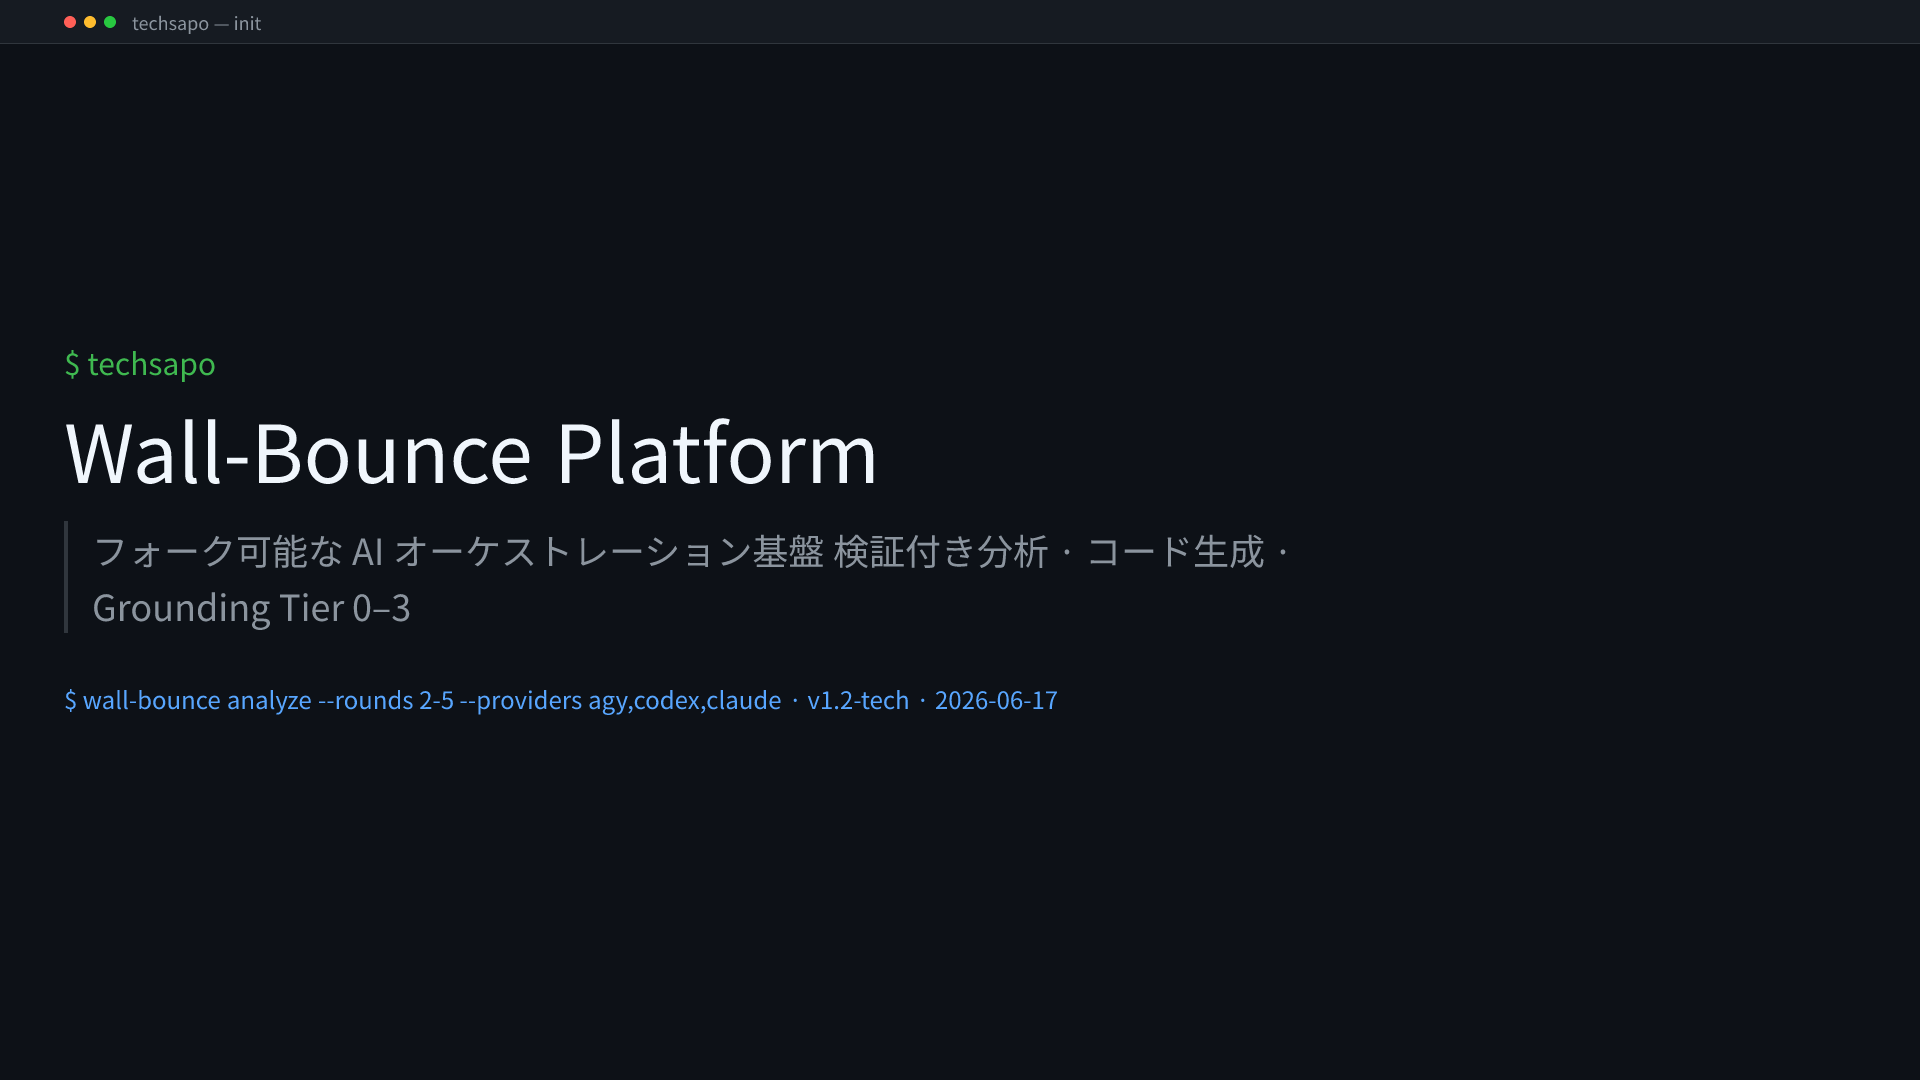 techsapo — init
$ techsapo
Wall-Bounce Platform
フォーク可能な AI オーケストレーション基盤 検証付き分析 · コード生成 ·
Grounding Tier 0–3
$ wall-bounce analyze --rounds 2-5 --providers agy,codex,claude · v1.2-tech · 2026-06-17